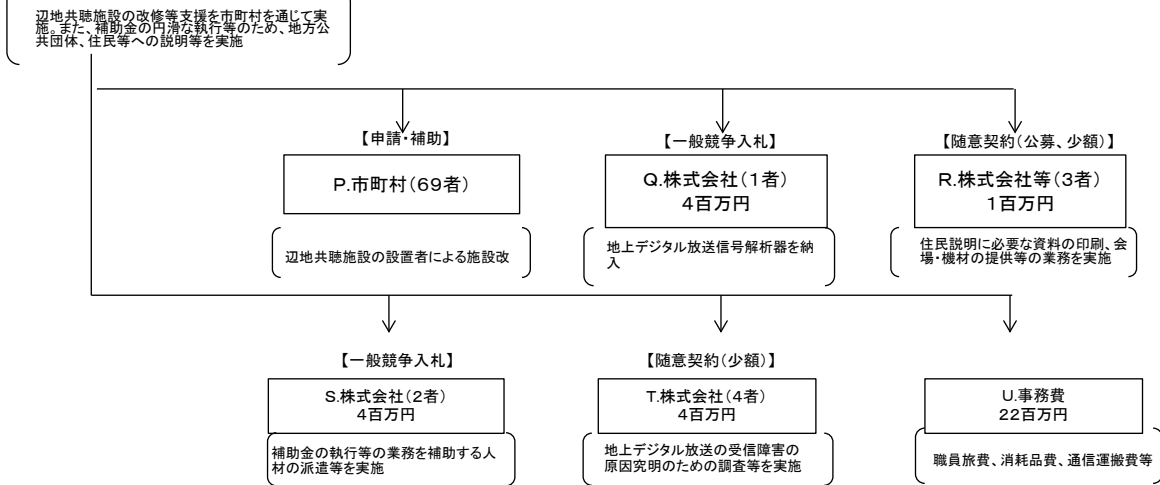 辺地共聴施設の改修等支援を市町村を通じて実
施。また、補助金の円滑な執行等のため、地方公
共団体、住民等への説明等を実施
【申請・補助】
P.市町村(69者)
辺地共聴施設の設置者による施設改
【一般競争入札】
Q.株式会社(1者)
4百万円
地上デジタル放送信号解析器を納
入
【随意契約(公募、少額)】
R.株式会社等(3者)
1百万円
住民説明に必要な資料の印刷、会
場・機材の提供等の業務を実施
【一般競争入札】
S.株式会社(2者)
4百万円
補助金の執行等の業務を補助する人
材の派遣等を実施
【随意契約(少額)】
T.株式会社(4者)
4百万円
地上デジタル放送の受信障害の
原因究明のための調査等を実施
U.事務費
22百万円
職員旅費、消耗品費、通信運搬費等